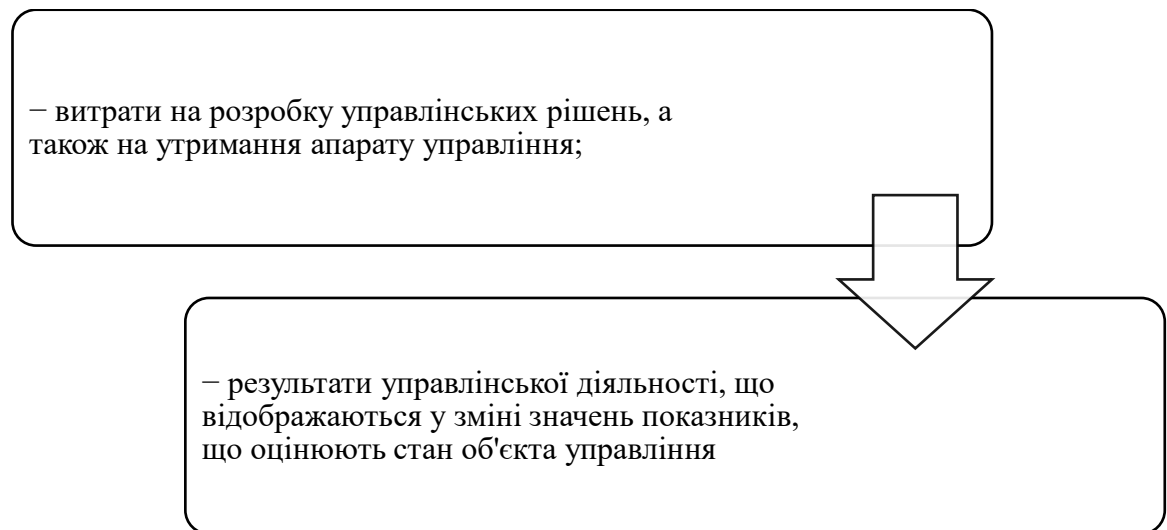 − витрати на розробку управлінських рішень, а
також на утримання апарату управління;
− результати управлінської діяльності, що
відображаються у зміні значень показників,
що оцінюють стан об'єкта управління